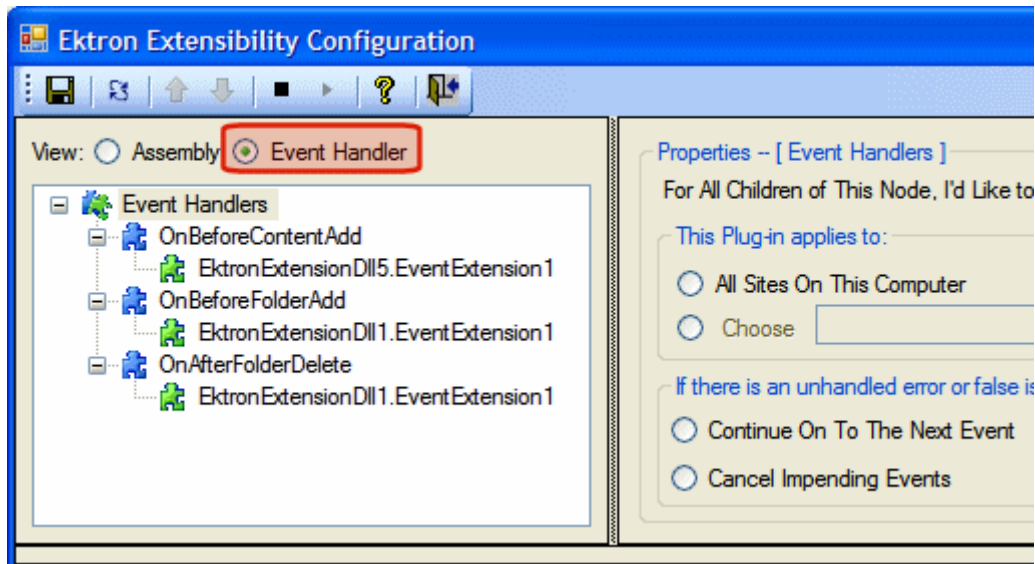 Ektron Extensibility Configuration
View: Assembly Event Handler
Event Handlers
OnBeforeContentAdd
EktronExtensionDll5.EventExtension1
OnBeforeFolderAdd
EktronExtensionDll1.EventExtension1
OnAfterFolderDelete
EktronExtensionDll1.EventExtension1
Properties -- [ Event Handlers ]
For All Children of This Node, I'd Like to
This Plug-in applies to:
All Sites On This Computer
Choose
If there is an unhandled error or false is
Continue On To The Next Event
Cancel Impending Events